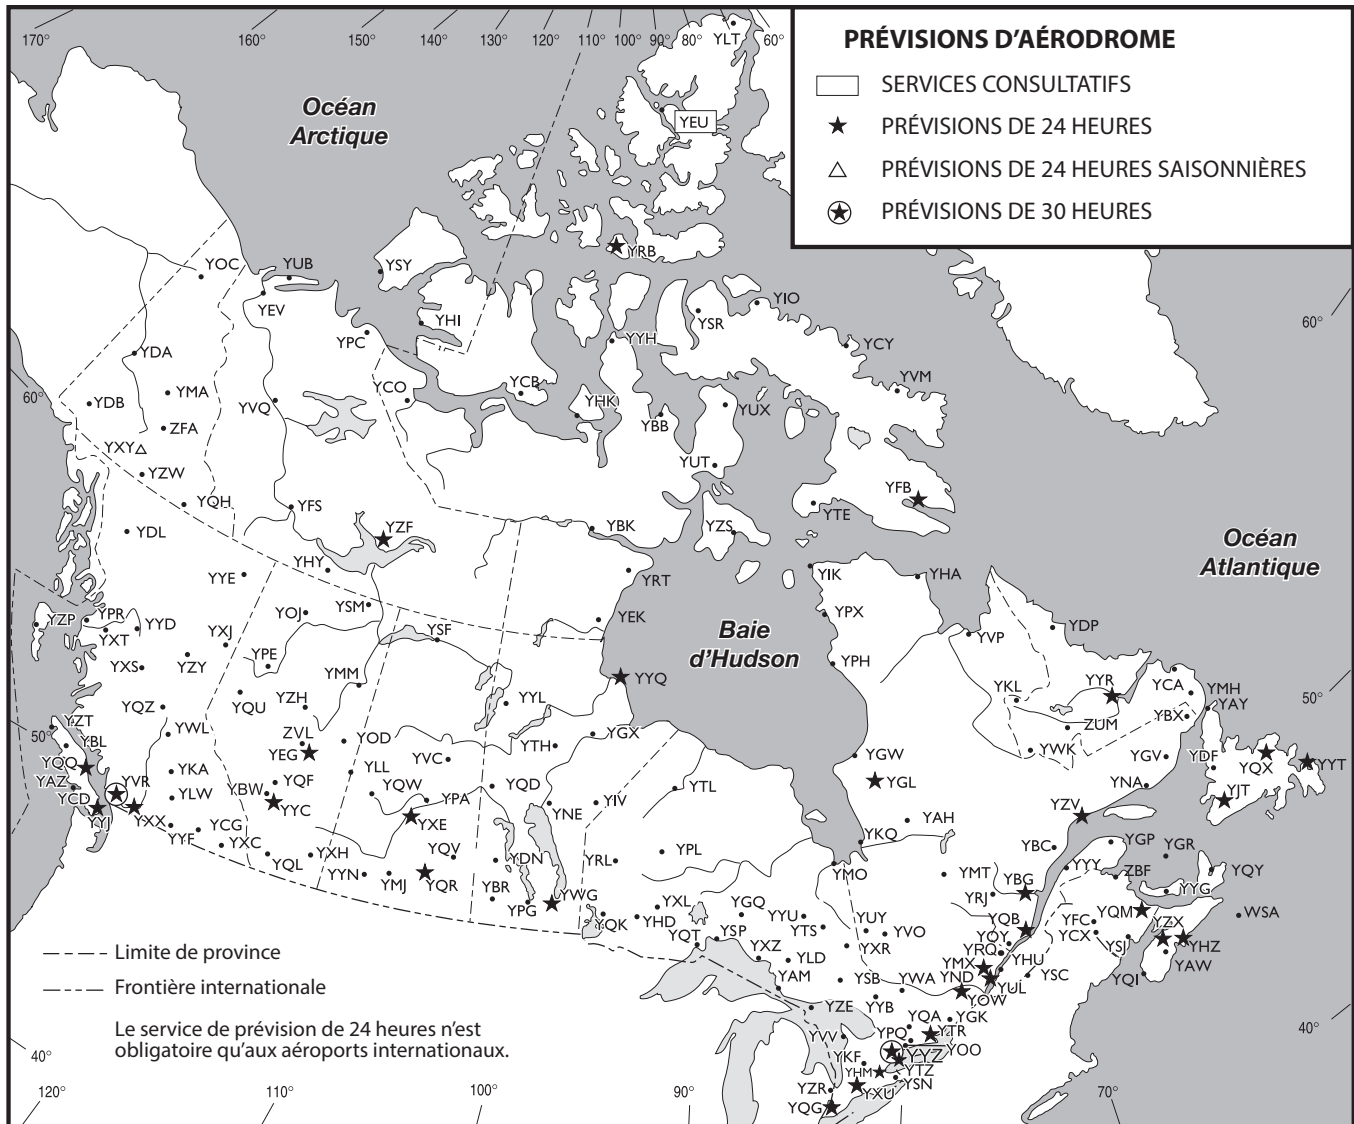 170°
160°
150°
140°
130°
120°
110°
100°
90°
80°
60°
YLT
PRÉVISIONS D'AÉRODROME
SERVICES CONSULTATIFS
PRÉVISIONS DE 24 HEURES
PRÉVISIONS DE 24 HEURES SAISONNIÈRES
PRÉVISIONS DE 30 HEURES
Océan
Arctique
YEU
YRB
YOC
YUB
YSY
YEV
YHI
YIO
YSR
YPC
YYH
YCY
60°
YDA
YMA
YCO
YCB
YVM
60°
YDB
YVQ
YHK
YBB
YUX
ZFA
YXY
YZW
YUT
YFB
YQH
YFS
YTE
YDL
YZF
YBK
YZS
Océan
Atlantique
YYE
YHY
YRT
YIK
YHA
YZP
YPR
YYD
YXT
YXJ
YOJ
YSM
YSF
YEK
YPX
Baie
d'Hudson
YVP
YDP
YXS
YZY
YPE
YMM
YPH
YYQ
YKL
YYR
YCA
YMH
YAY
50°
YQZ
YQU
YZH
YYL
ZUM
YBX
YZT
YBL
50°
YWL
ZVL
YEG
YOD
YVC
YTH
YGX
YGW
YWK
YGV
YDF
YQX
YYT
YQQ
YAZ
YCD
YVR
YKA
YLW
YBW
YQF
YYC
YLL
YQW
YPA
YQD
YTL
YGL
YNA
YJT
YYJ
YXX
YYF
YCG
YXC
YXE
YNE
YIV
YZV
YAH
YQL
YXH
YQV
YDN
YRL
YPL
YKQ
YBC
YGP
YGR
YYN
YMJ
YQR
YBR
YPG
YWG
YMO
YMT
YYY
ZBF
YQY
YYG
YRJ
YBG
YQK
YHD
YXL
YGQ
YYU
YTS
YUY
YVO
YQB
YOY
YFC
YQM
YZX
WSA
YQT
YSP
YXZ
YLD
YXR
YRQ
YCX
YSJ
YHZ
YAM
YSB
YWA
YMX
YND
YHU
YSC
YQI
YAW
YUL
YOW
YZE
YYB
YQA
YGK
YPQ
YTR
YVV
YYZ
YOO
YKF
YHM
YTZ
YSN
YZR
YXU
YQG
Limite de province
Frontière internationale
Le service de prévision de 24 heures n'est
obligatoire qu'aux aéroports internationaux.
40°
40°
120°
110°
100°
90°
70°